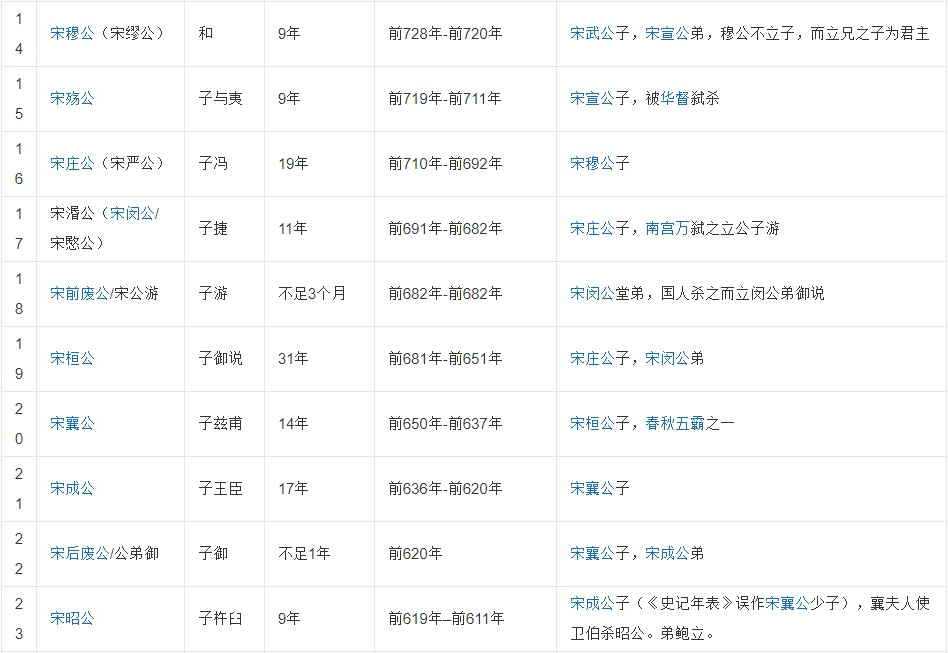 14 宋穆公（宋缪公） 和 9年 前728年-前720年 宋武公子，宋宣公弟，穆公不立子，而立兄之子为君主
15 宋殇公 子与夷 9年 前719年-前711年 宋宣公子，被华督弑杀
16 宋庄公（宋严公） 子冯 19年 前710年-前692年 宋穆公子
17 宋湣公（宋闵公/
宋愍公） 子捷 11年 前691年-前682年 宋庄公子，南宫万弑之立公子游
18 宋前废公/宋公游 子游 不足3个月 前682年-前682年 宋闵公堂弟，国人杀之而立闵公弟御说
19 宋桓公 子御说 31年 前681年-前651年 宋庄公子，宋闵公弟
20 宋襄公 子兹甫 14年 前650年-前637年 宋桓公子，春秋五霸之一
21 宋成公 子王臣 17年 前636年-前620年 宋襄公子
22 宋后废公/公弟御 子御 不足1年 前620年 宋襄公子，宋成公弟
23 宋昭公 子杵臼 9年 前619年–前611年 宋成公子（《史记年表》误作宋襄公少子），襄夫人使
卫伯杀昭公。弟鲍立。